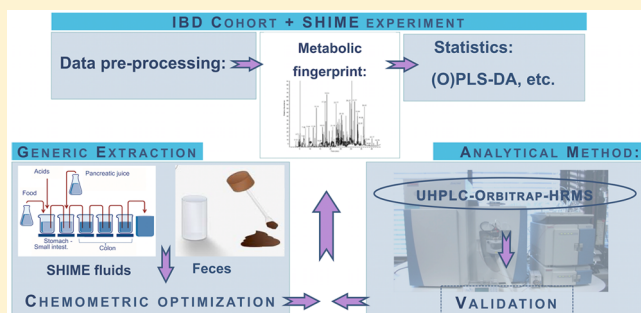 IBD COHORT + SHIME EXPERIMENT
Data pre-processing:
Metabolic
fingerprint:
Statistics:
(O)PLS-DA, etc.
GENERIC EXTRACTION
ANALYTICAL METHOD:
Acids
Pancreatic juice
Food
Stomach -
Small intest.
Colon
SHIME fluids
Feces
UHPLC-ORBITRAP-HRMS
CHEMOMETRIC OPTIMIZATION
VALIDATION